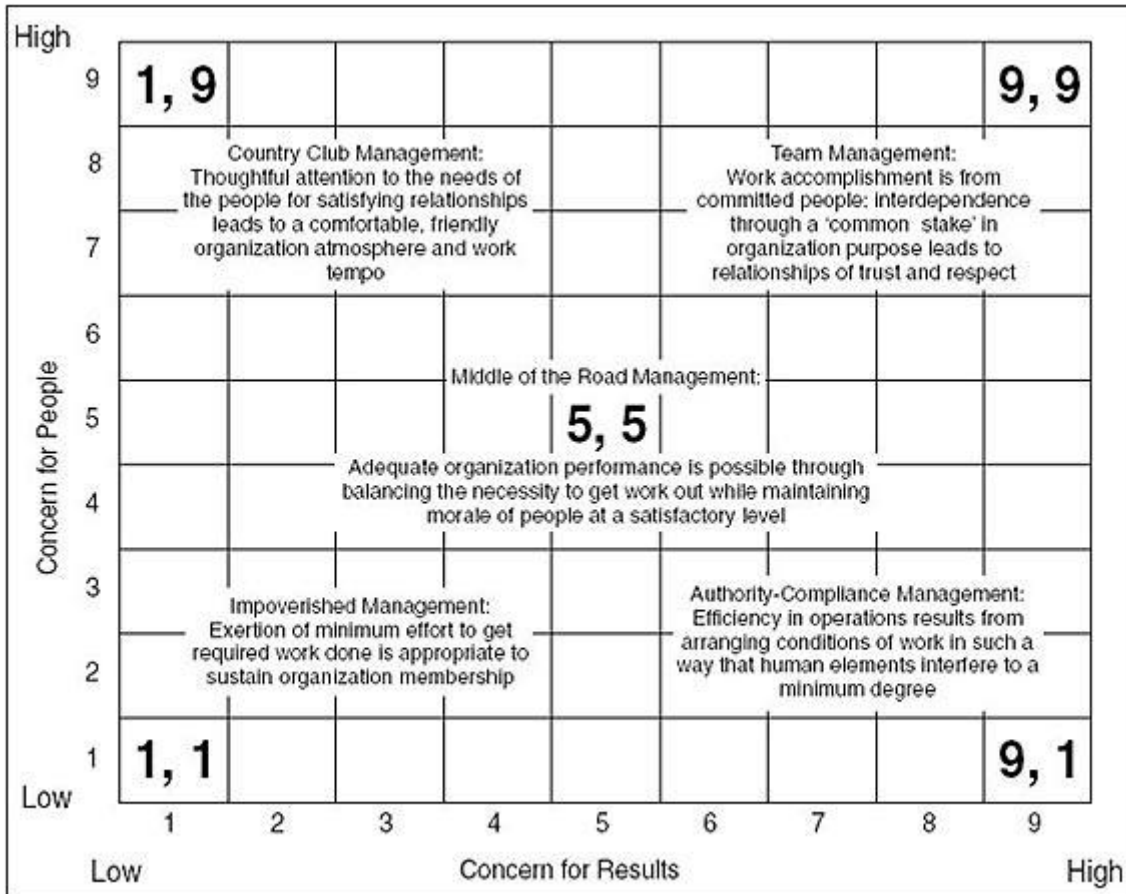 High
9
1, 9
9, 9
8
Country Club Management:
Thoughtful attention to the needs of
the people for satisfying relationships
leads to a comfortable, friendly
organization atmosphere and work
tempo
Team Management:
Work accomplishment is from
committed people: interdependence
through a ‘common stake’ in
organization purpose leads to
relationships of trust and respect
7
6
Middle of the Road Management:
5
5, 5
Concern for People
Adequate organization performance is possible through
balancing the necessity to get work out while maintaining
morale of people at a satisfactory level
4
3
Impoverished Management:
Exertion of minimum effort to get
required work done is appropriate to
sustain organization membership
Authority-Compliance Management:
Efficiency in operations results from
arranging conditions of work in such a
way that human elements interfere to a
minimum degree
2
1
1, 1
9, 1
Low
1 2 3 4 5 6 7 8 9
Low Concern for Results High